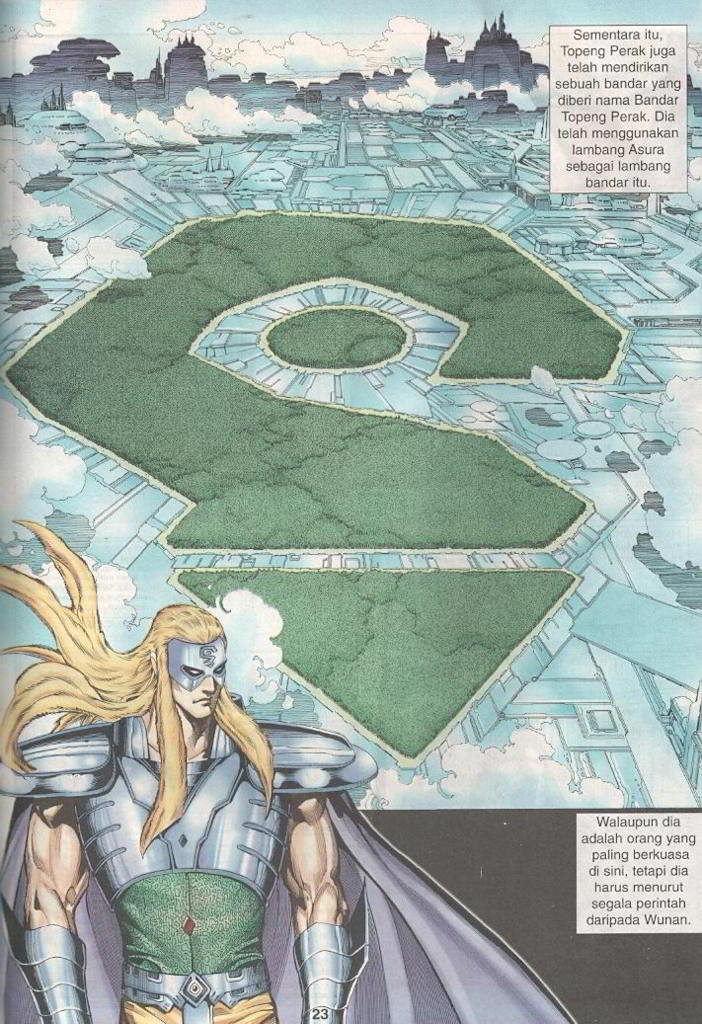 Sementara itu,
Topeng Perak juga
telah mendirikan
sebuah bandar yang
diberi nama Bandar
Topeng Perak. Dia
telah menggunakan
lambang Asura
sebagai lambang
bandar itu.
Walaupun dia
adalah orang yang
paling berkuasa
di sini, tetapi dia
harus menurut
segala perintah
daripada Wunan.
23